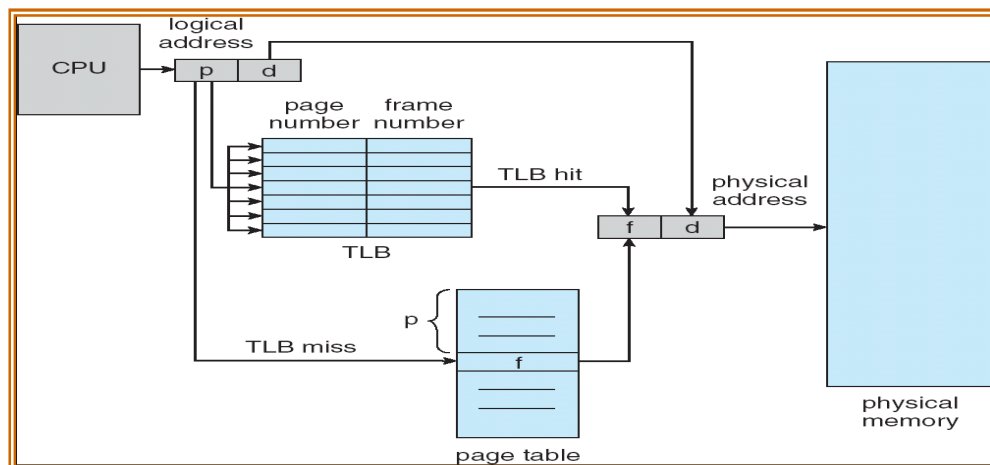 logical
address
CPU
p d
page frame
number number
TLB hit
physical
address
f d
TLB
p
TLB miss
f
physical
memory
page table